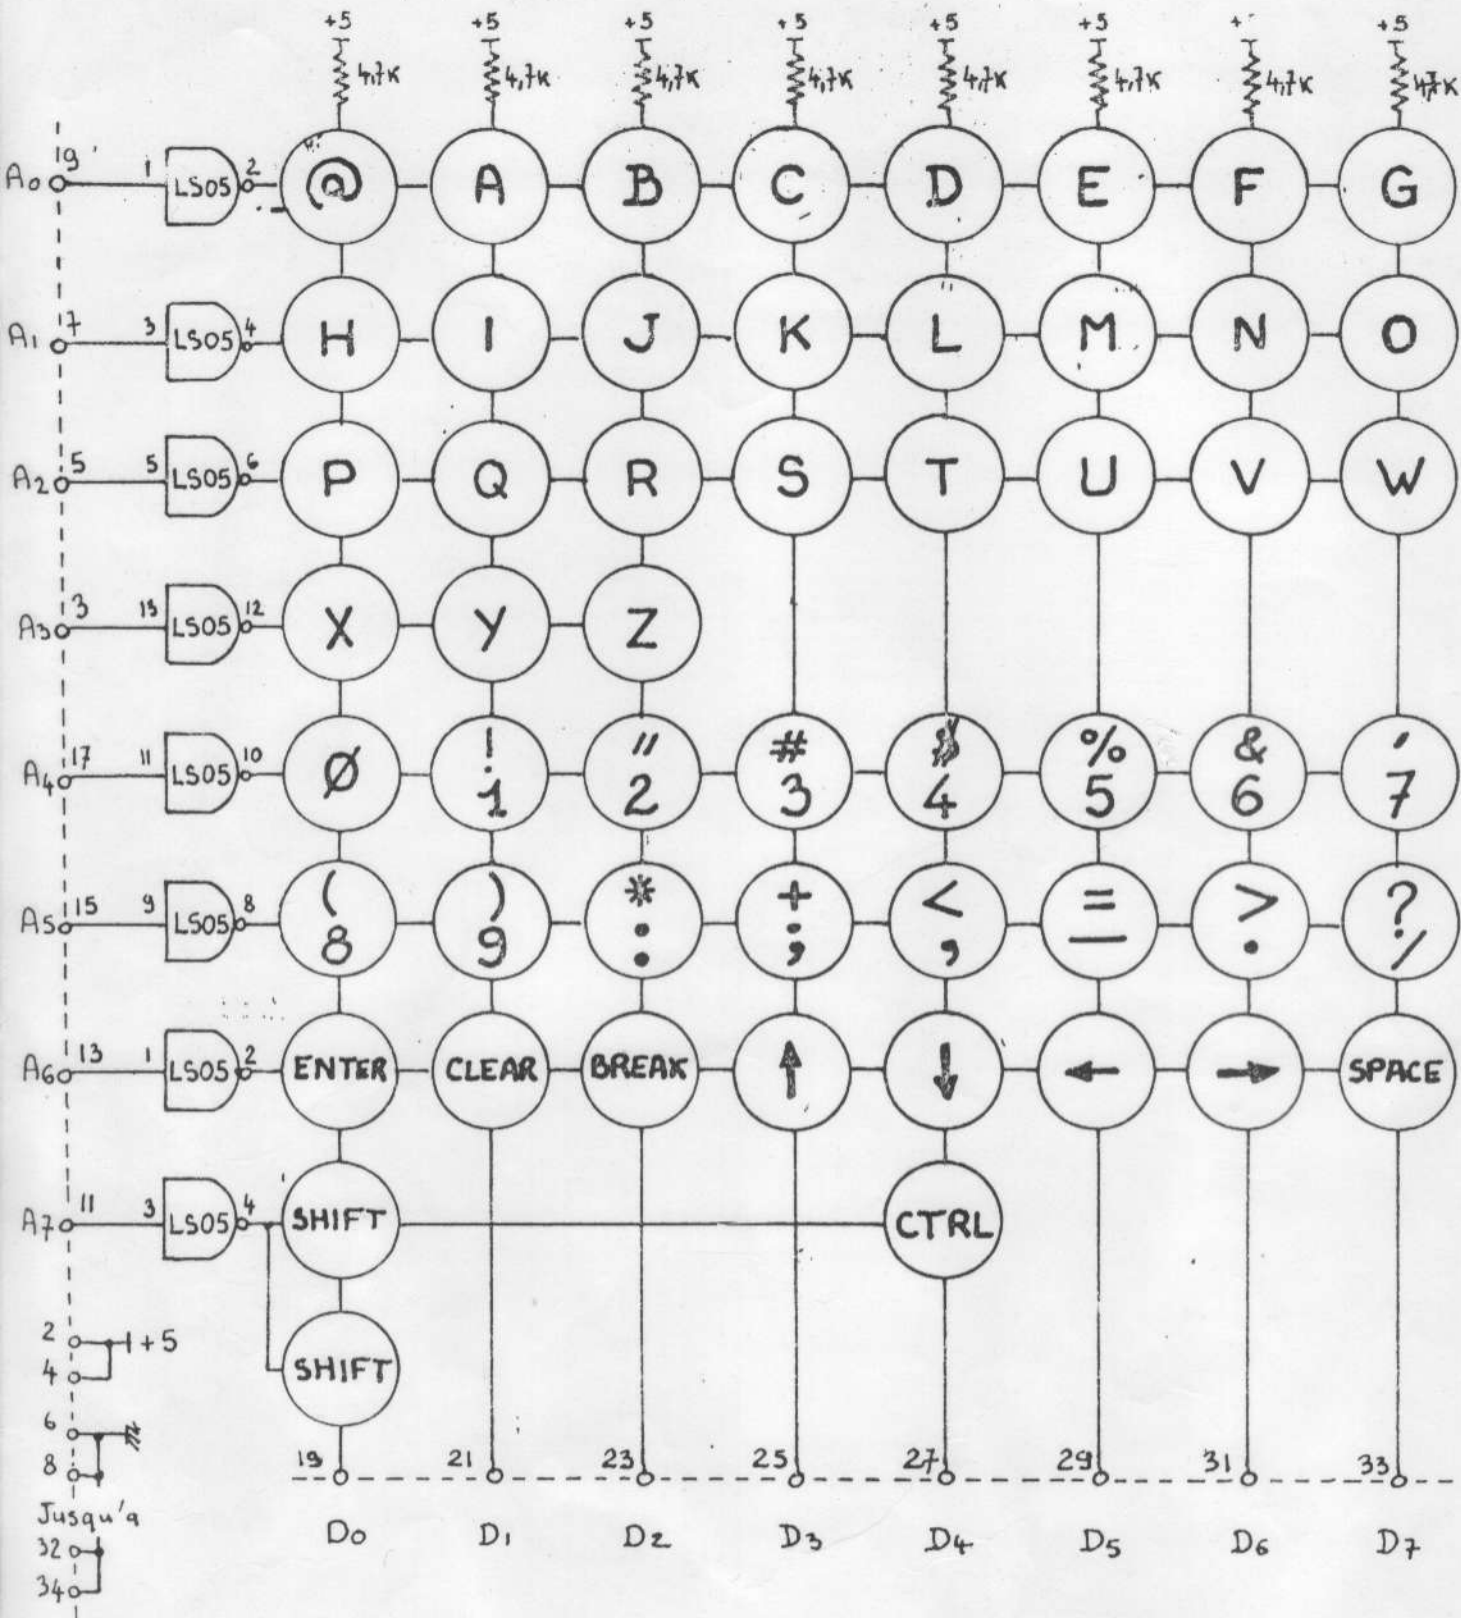 +5 +5 +5 +5 +5 +5 + +5
4,7K 4,7K 4,7K 4,7K 4,7K 4,7K 4,7K 4,7K
A0 19 1 LS05 2 @ A B C D E F G
A1 7 3 LS05 4 H I J K L M N O
A2 5 5 LS05 6 P Q R S T U V W
A3 3 13 LS05 12 X Y Z
! " # $ % & '
A4 17 11 LS05 10 Ø 1 2 3 4 5 6 7
( ) * + < = > ?
A5 15 9 LS05 8 8 9 : ; , — . /
A6 13 1 LS05 2 ENTER CLEAR BREAK ↑ ↓ ← → SPACE
A7 11 3 LS05 4 SHIFT CTRL
2 +5
4 SHIFT
6
8 19 21 23 25 27 29 31 33
Jusqu'a
D0 D1 D2 D3 D4 D5 D6 D7
32
34